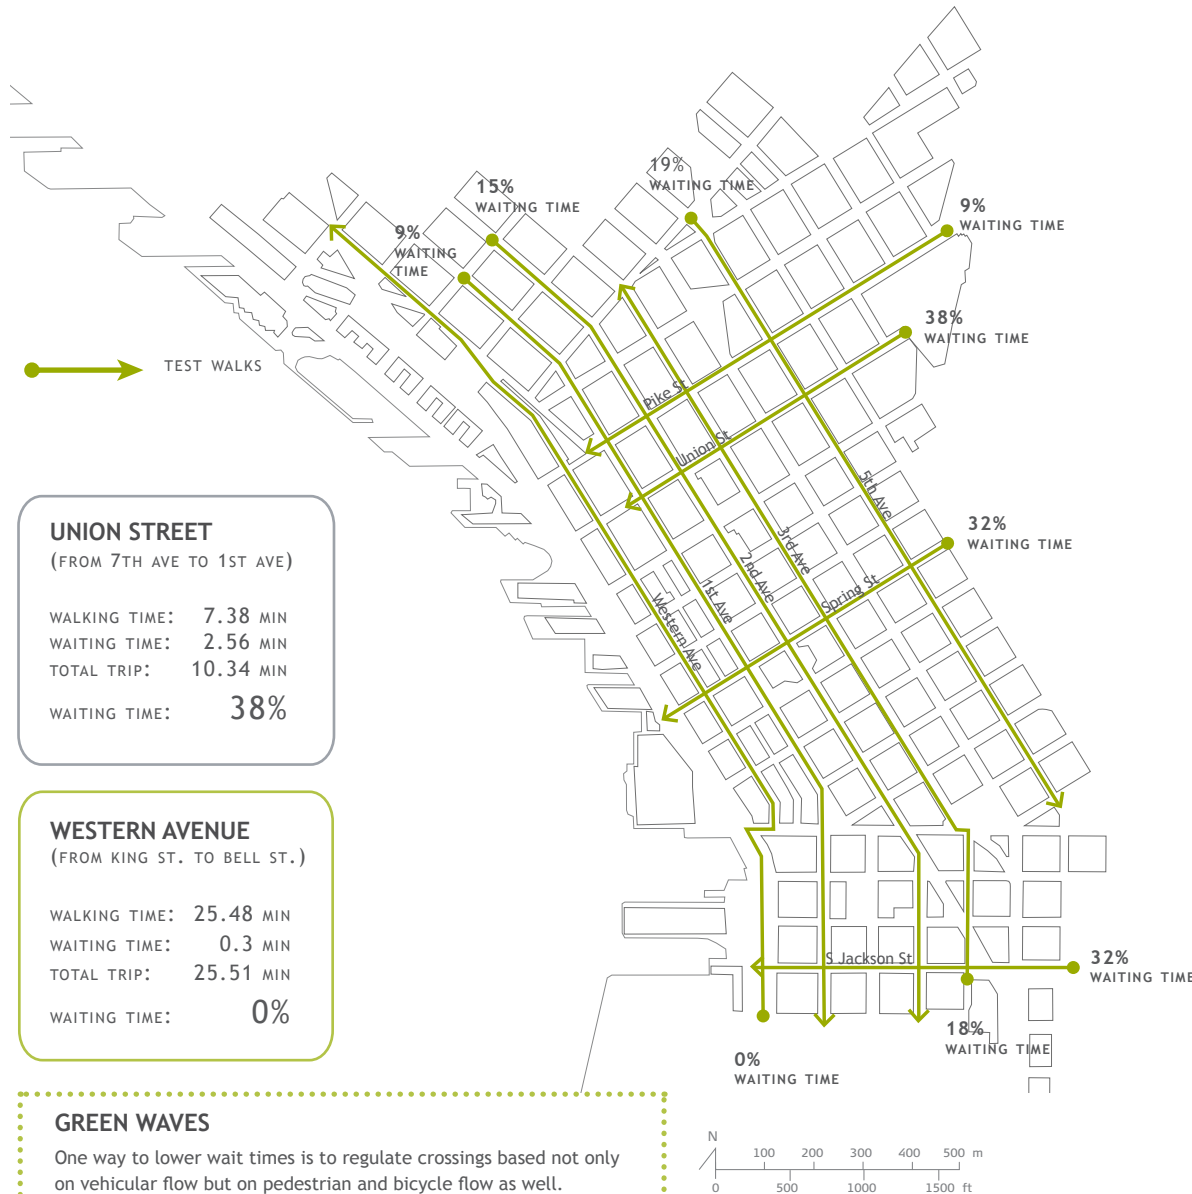 19%
WAITING TIME
15%
WAITING TIME
9%
WAITING TIME
9%
WAITING
TIME
38%
WAITING TIME
TEST WALKS
Pike St
Union St
5th Ave
3rd Ave
2nd Ave
1st Ave
Western Ave
Spring St
32%
WAITING TIME
UNION STREET
(FROM 7TH AVE TO 1ST AVE)
WALKING TIME: 7.38 MIN
WAITING TIME: 2.56 MIN
TOTAL TRIP: 10.34 MIN
WAITING TIME: 38%
WESTERN AVENUE
(FROM KING ST. TO BELL ST.)
WALKING TIME: 25.48 MIN
WAITING TIME: 0.3 MIN
TOTAL TRIP: 25.51 MIN
WAITING TIME: 0%
S Jackson St
32%
WAITING TIME
18%
WAITING TIME
0%
WAITING TIME
GREEN WAVES
One way to lower wait times is to regulate crossings based not only
on vehicular flow but on pedestrian and bicycle flow as well.
N
100 200 300 400 500 m
0 500 1000 1500 ft